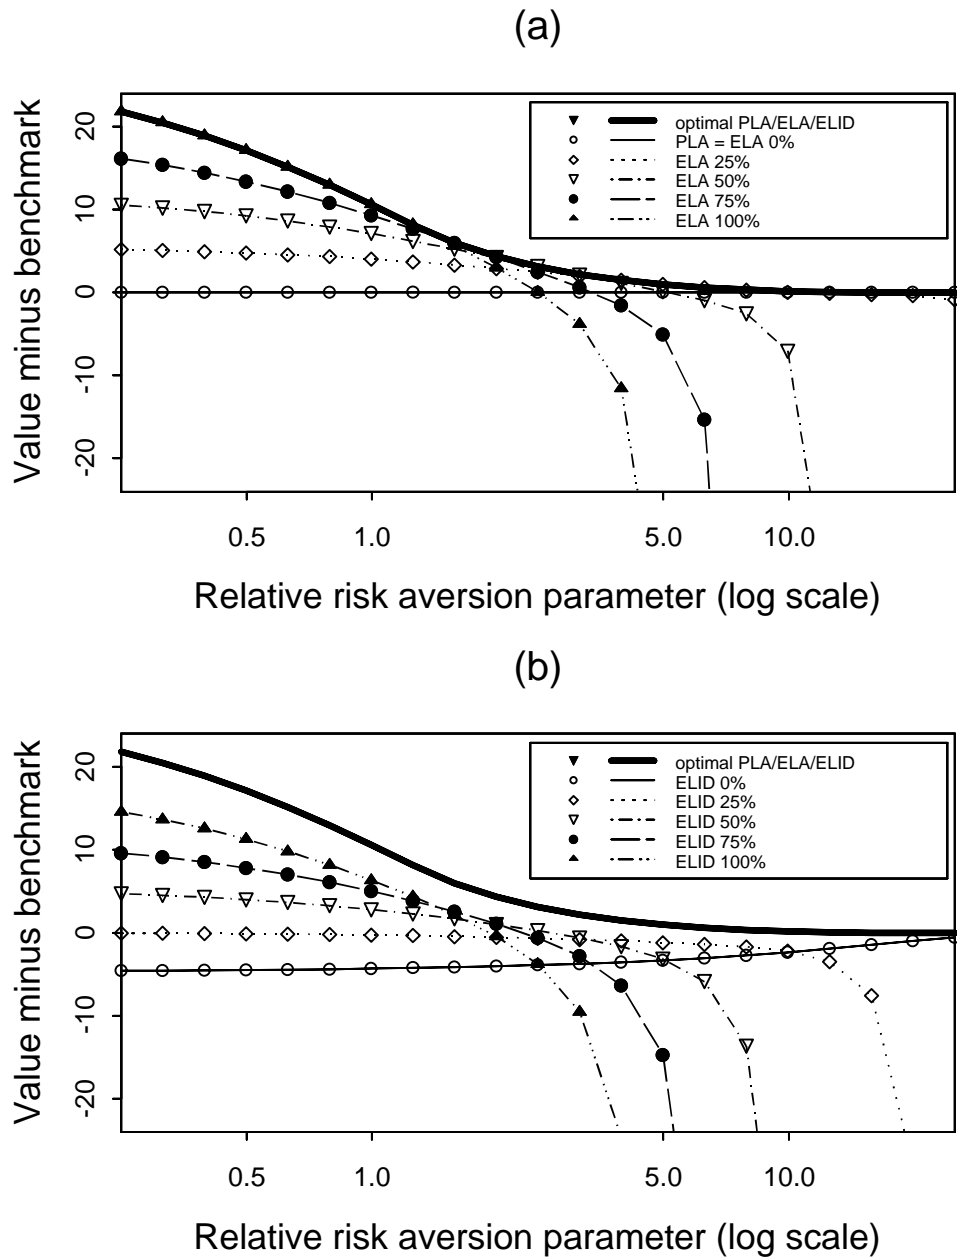 (a)
Value minus benchmark
20
10
0
-10
-20
optimal PLA/ELA/ELID
PLA = ELA 0%
ELA 25%
ELA 50%
ELA 75%
ELA 100%
0.5 1.0 5.0 10.0
Relative risk aversion parameter (log scale)
(b)
Value minus benchmark
20
10
0
-10
-20
optimal PLA/ELA/ELID
ELID 0%
ELID 25%
ELID 50%
ELID 75%
ELID 100%
0.5 1.0 5.0 10.0
Relative risk aversion parameter (log scale)